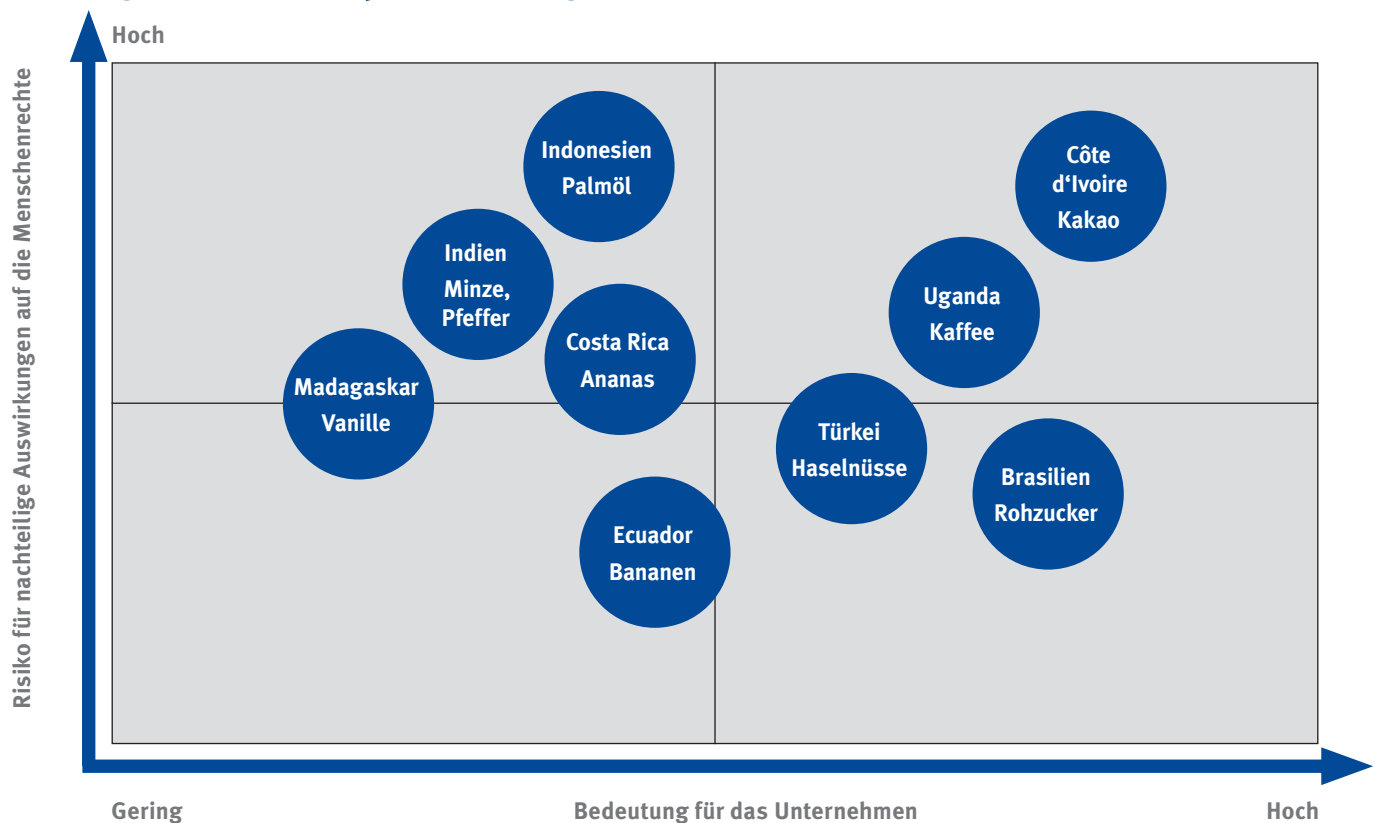 Hoch
Risiko für nachteilige Auswirkungen auf die Menschenrechte
Indonesien
Palmöl
Côte
d‘Ivoire
Kakao
Indien
Minze,
Pfeffer
Uganda
Kaffee
Costa Rica
Ananas
Madagaskar
Vanille
Türkei
Haselnüsse
Brasilien
Rohzucker
Ecuador
Bananen
Gering
Bedeutung für das Unternehmen
Hoch